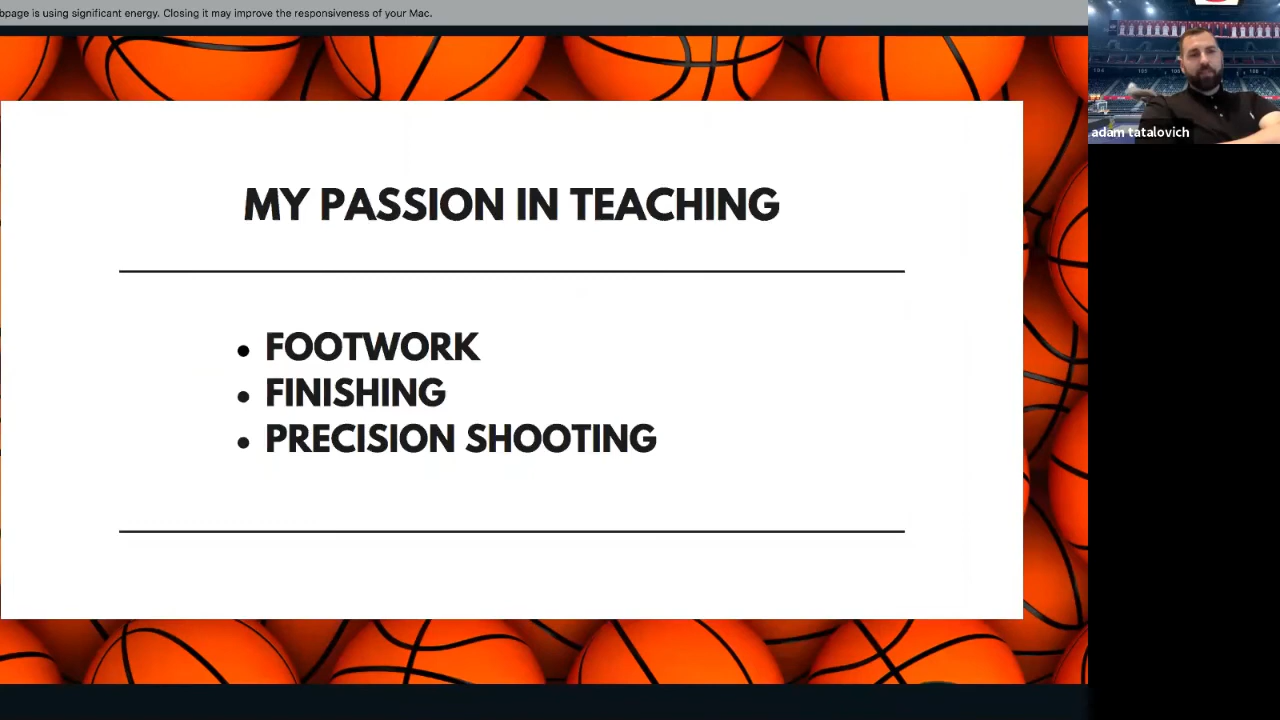 bpage is using significant energy. Closing it may improve the responsiveness of your Mac.
adam tatalovich
MY PASSION IN TEACHING
• FOOTWORK
• FINISHING
• PRECISION SHOOTING